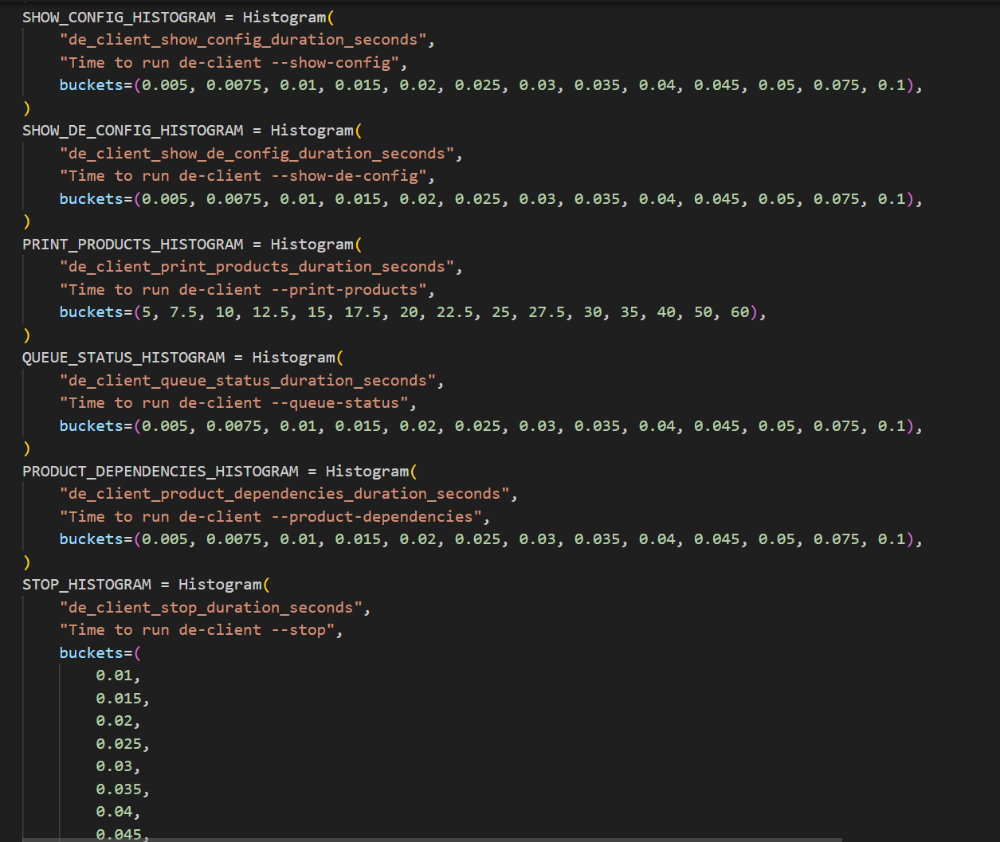 SHOW_CONFIG_HISTOGRAM = Histogram(
    "de_client_show_config_duration_seconds",
    "Time to run de-client --show-config",
    buckets=(0.005, 0.0075, 0.01, 0.015, 0.02, 0.025, 0.03, 0.035, 0.04, 0.045, 0.05, 0.075, 0.1),
)
SHOW_DE_CONFIG_HISTOGRAM = Histogram(
    "de_client_show_de_config_duration_seconds",
    "Time to run de-client --show-de-config",
    buckets=(0.005, 0.0075, 0.01, 0.015, 0.02, 0.025, 0.03, 0.035, 0.04, 0.045, 0.05, 0.075, 0.1),
)
PRINT_PRODUCTS_HISTOGRAM = Histogram(
    "de_client_print_products_duration_seconds",
    "Time to run de-client --print-products",
    buckets=(5, 7.5, 10, 12.5, 15, 17.5, 20, 22.5, 25, 27.5, 30, 35, 40, 50, 60),
)
QUEUE_STATUS_HISTOGRAM = Histogram(
    "de_client_queue_status_duration_seconds",
    "Time to run de-client --queue-status",
    buckets=(0.005, 0.0075, 0.01, 0.015, 0.02, 0.025, 0.03, 0.035, 0.04, 0.045, 0.05, 0.075, 0.1),
)
PRODUCT_DEPENDENCIES_HISTOGRAM = Histogram(
    "de_client_product_dependencies_duration_seconds",
    "Time to run de-client --product-dependencies",
    buckets=(0.005, 0.0075, 0.01, 0.015, 0.02, 0.025, 0.03, 0.035, 0.04, 0.045, 0.05, 0.075, 0.1),
)
STOP_HISTOGRAM = Histogram(
    "de_client_stop_duration_seconds",
    "Time to run de-client --stop",
    buckets=(
        0.01,
        0.015,
        0.02,
        0.025,
        0.03,
        0.035,
        0.04,
        0.045,